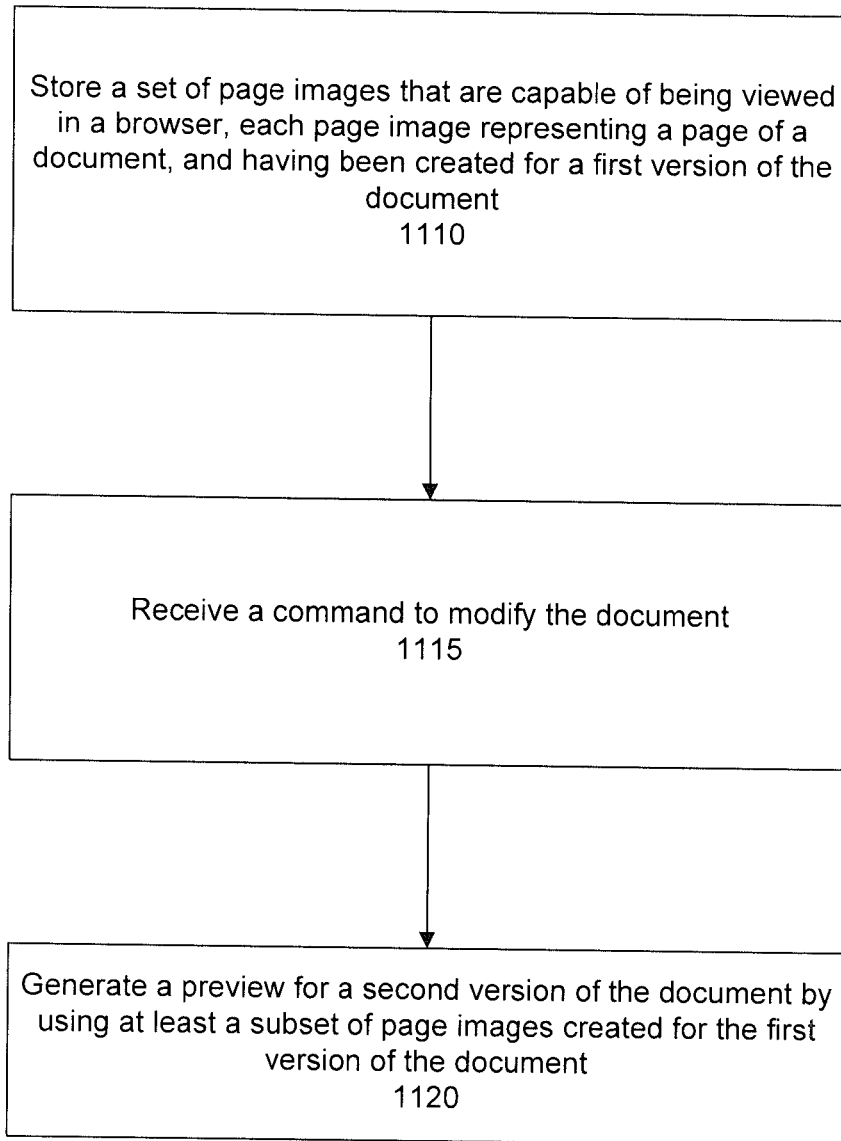 Store a set of page images that are capable of being viewed
in a browser, each page image representing a page of a
document, and having been created for a first version of the
document
1110
Receive a command to modify the document
1115
Generate a preview for a second version of the document by
using at least a subset of page images created for the first
version of the document
1120